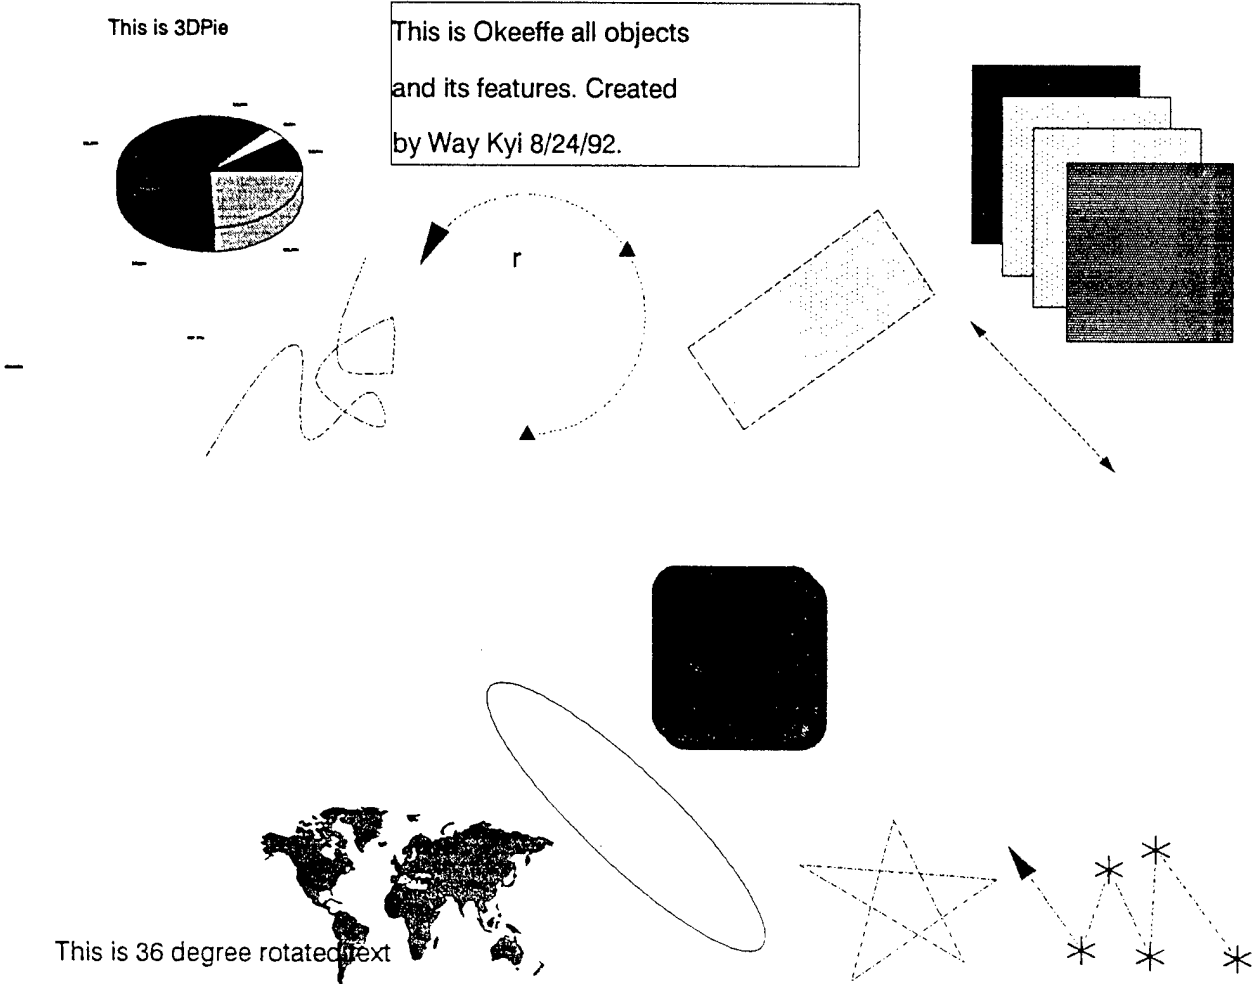 This is 3DPie
This is Okeeffe all objects
and its features. Created
by Way Kyi 8/24/92.
r
This is 36 degree rotated text